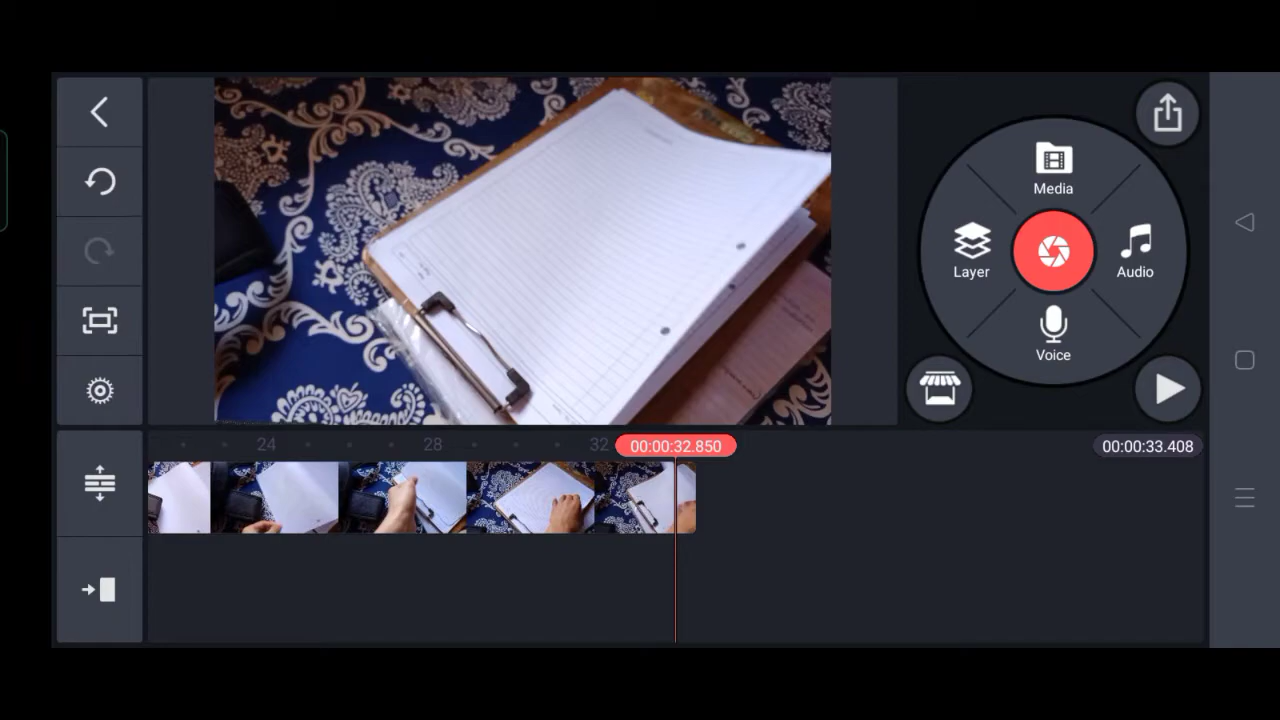 Media
Layer
Audio
Voice
24
28
32
00:00:32.850
00:00:33.408